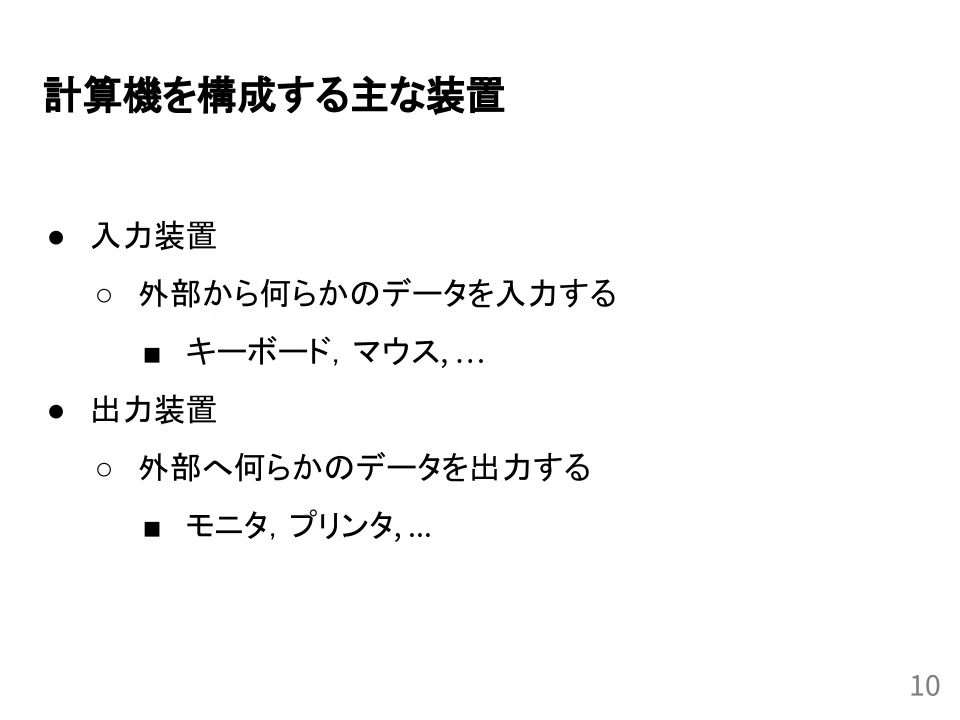 計算機を構成する主な装置
● 入力装置
○ 外部から何らかのデータを入力する
■ キーボード，マウス, …
● 出力装置
○ 外部へ何らかのデータを出力する
■ モニタ，プリンタ, ...
10